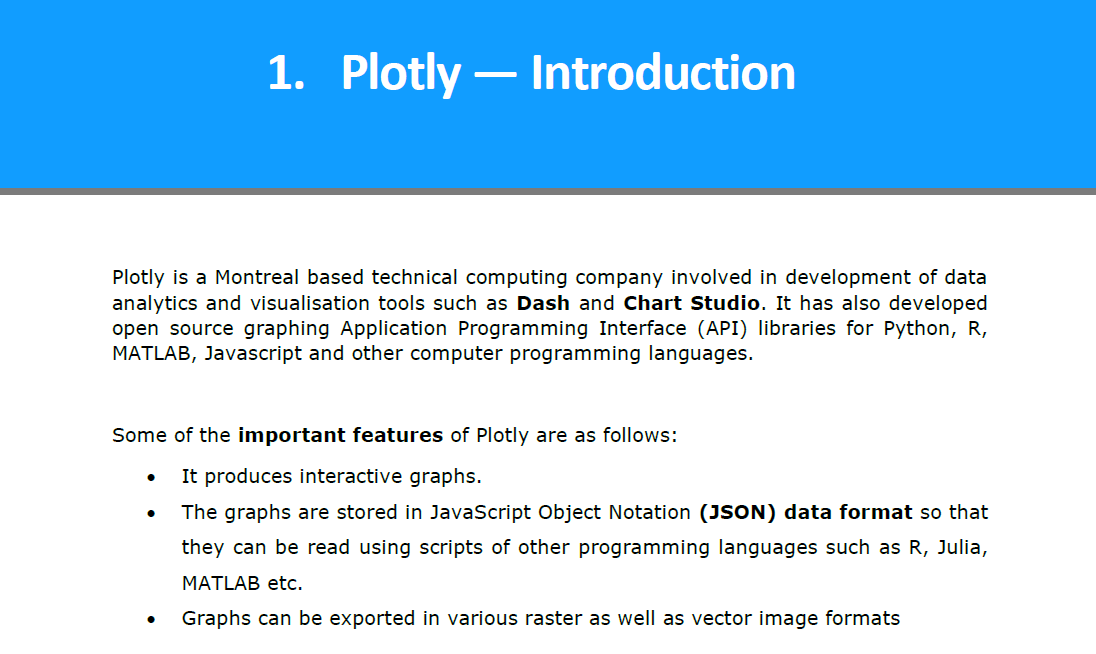 1. Plotly — Introduction
Plotly is a Montreal based technical computing company involved in development of data
analytics and visualisation tools such as Dash and Chart Studio. It has also developed
open source graphing Application Programming Interface (API) libraries for Python, R,
MATLAB, Javascript and other computer programming languages.
Some of the important features of Plotly are as follows:
• It produces interactive graphs.
• The graphs are stored in JavaScript Object Notation (JSON) data format so that
they can be read using scripts of other programming languages such as R, Julia,
MATLAB etc.
• Graphs can be exported in various raster as well as vector image formats